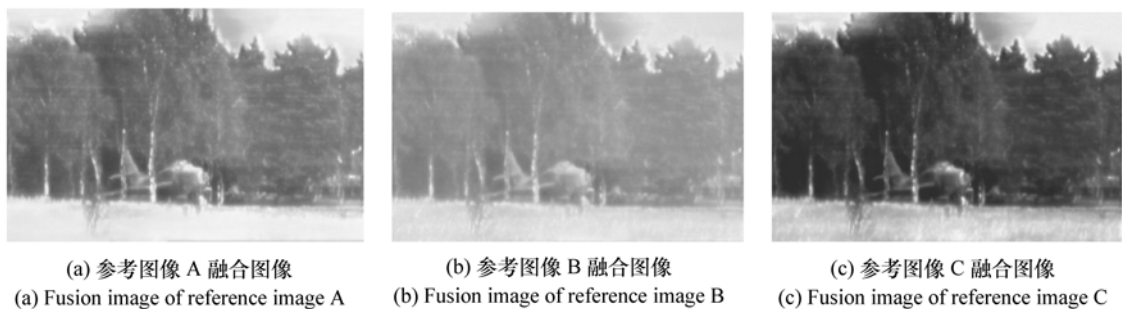 (a) 参考图像 A 融合图像
(a) Fusion image of reference image A
(b) 参考图像 B 融合图像
(b) Fusion image of reference image B
(c) 参考图像 C 融合图像
(c) Fusion image of reference image C